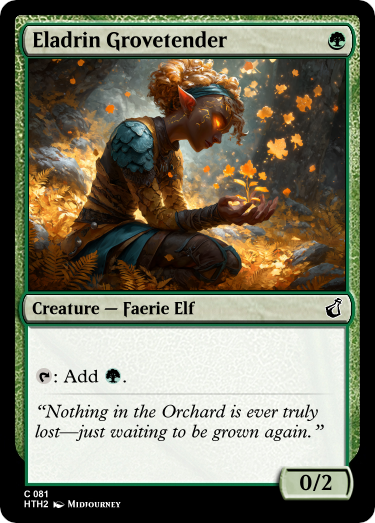 Eladrin Grovetender
Creature — Faerie Elf
: Add .
“Nothing in the Orchard is ever truly
lost—just waiting to be grown again.”
0/2
C 081
HTH2 Midjourney